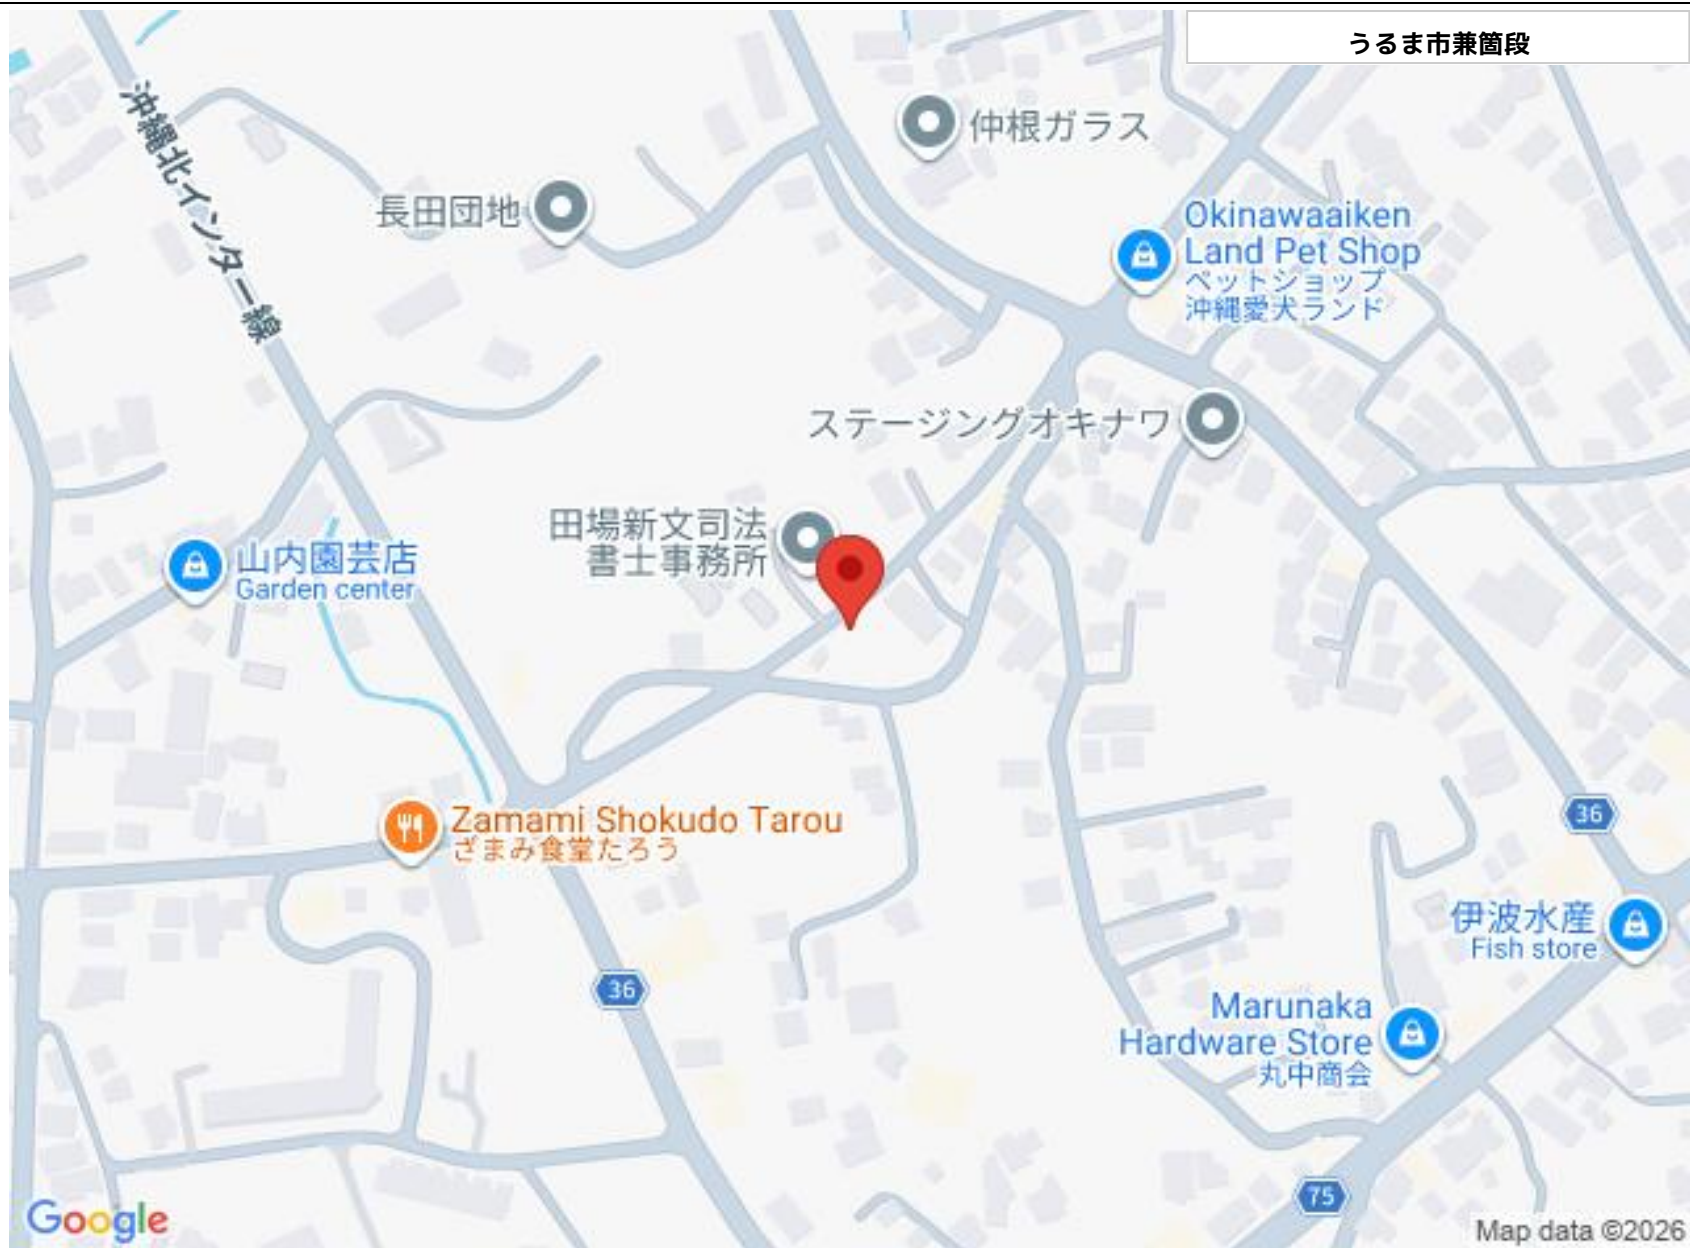 うるま市兼箇段
沖縄北インター線
仲根ガラス
長田団地
Okinawaaiken
Land Pet Shop
ペットショップ
沖縄愛犬ランド
ステージングオキナワ
田場新文司法
書士事務所
山内園芸店
Garden center
Zamami Shokudo Tarou
ざまみ食堂たろう
36
伊波水産
Fish store
36
Marunaka
Hardware Store
丸中商会
75
Google
Map data ©2026